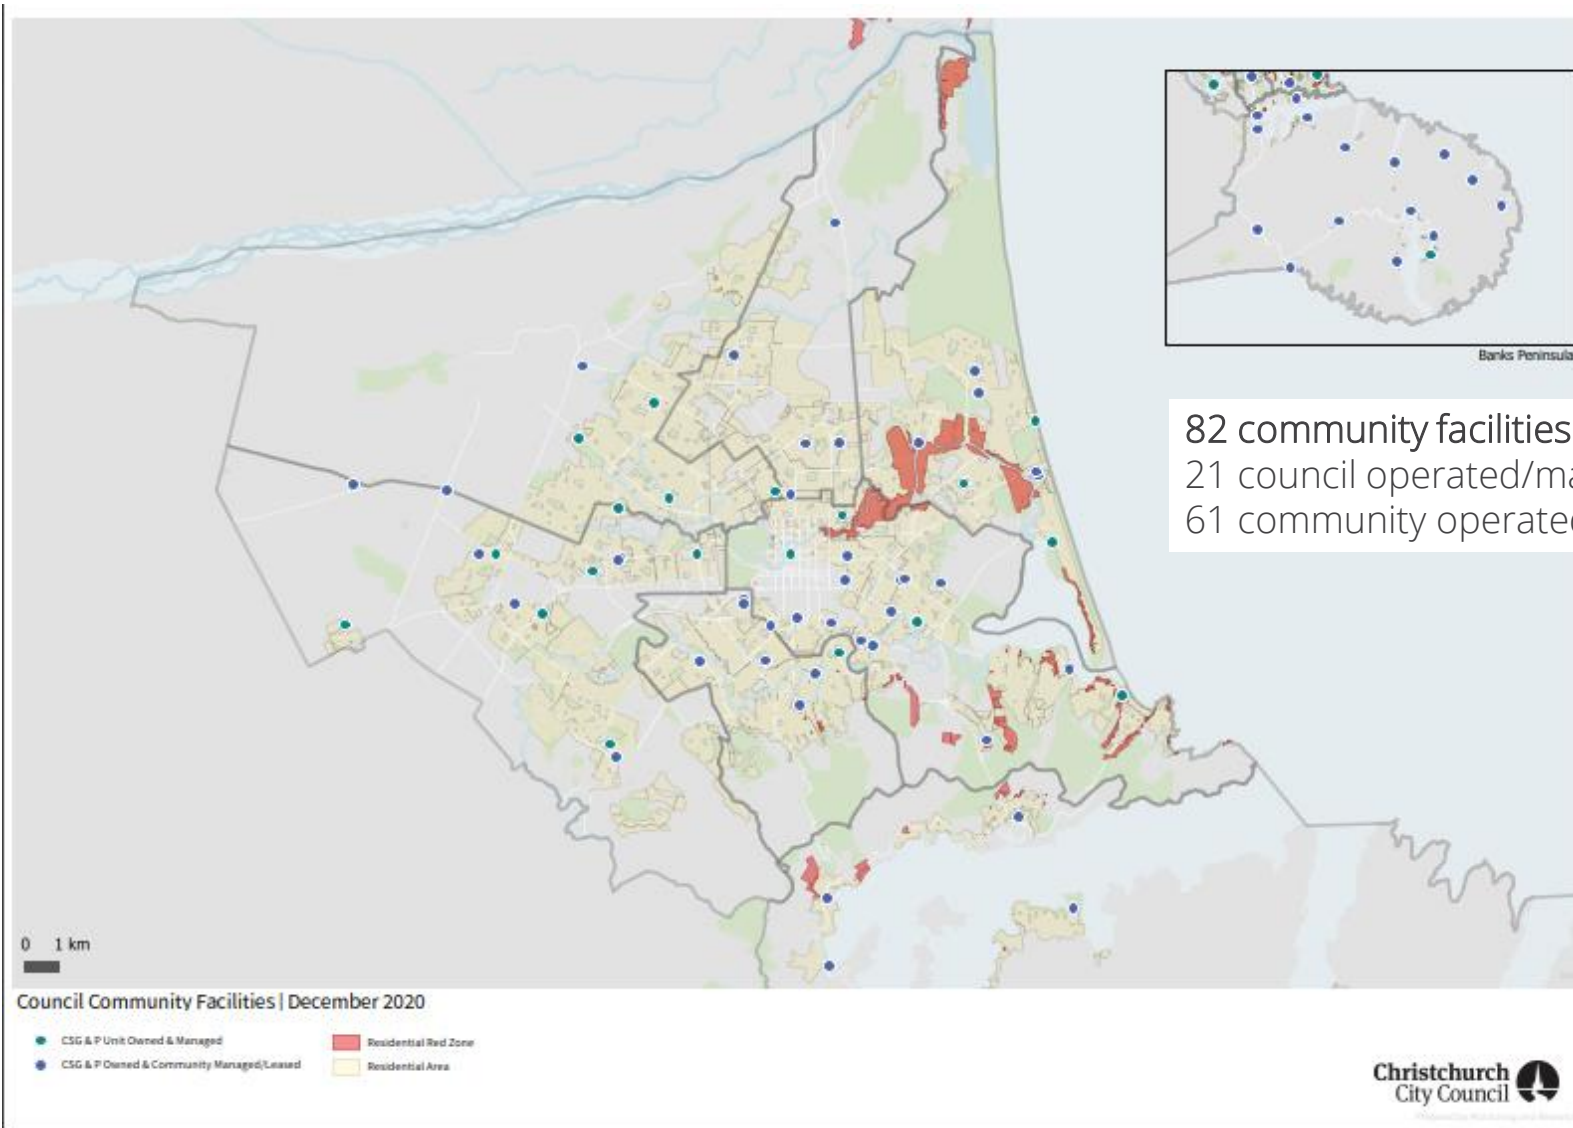 Banks Peninsula
82 community facilities
21 council operated/ma
61 community operated
0 1 km
Council Community Facilities | December 2020
CSG & P Unit Owned & Managed
CSG & P Owned & Community Managed/Leased
Residential Red Zone
Residential Area
Christchurch
City Council